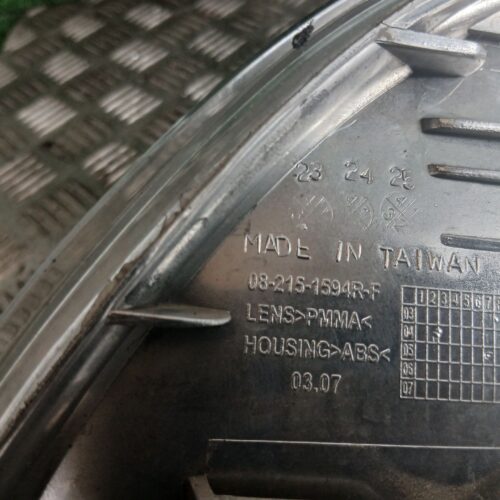 23 24 25
MADE IN TAIWAN
08-215-1594R-F
LENS>PMMA<
HOUSING>ABS<
03.07
1 2 3 4 5 6 7
03
04
05
06
07